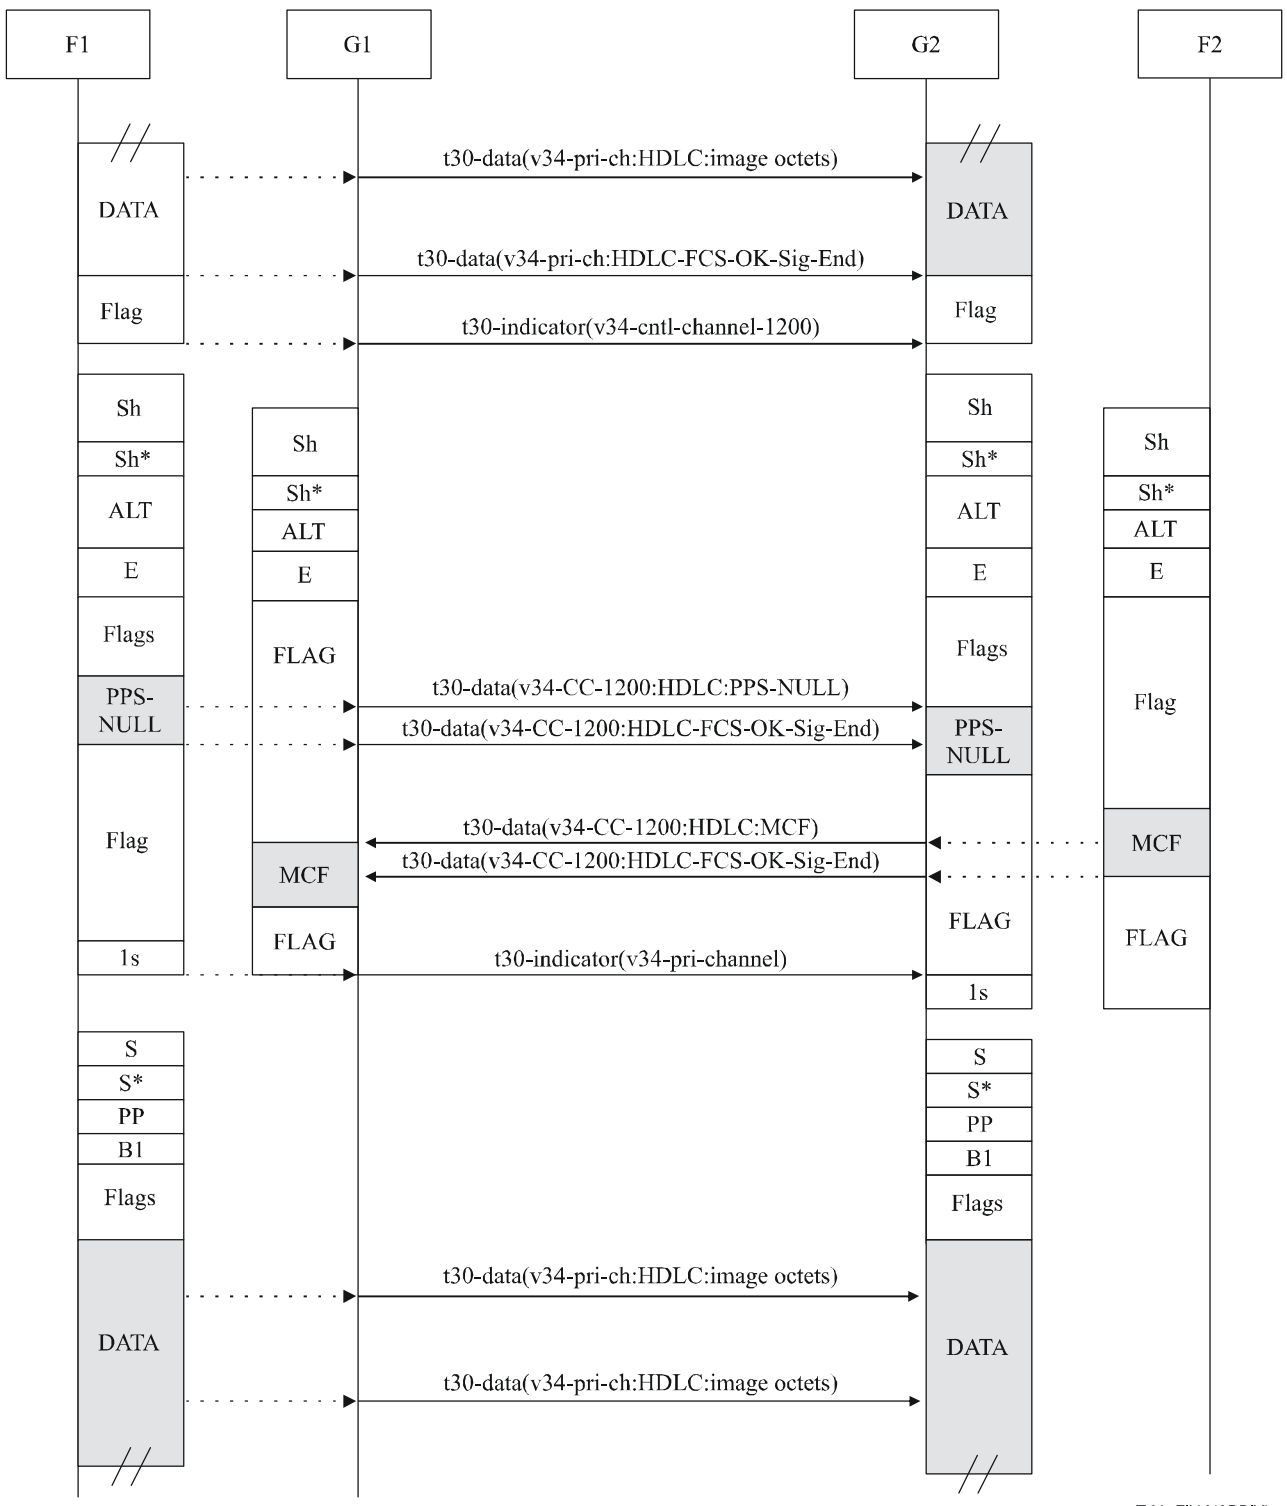 F1
G1
G2
F2
t30-data(v34-pri-ch:HDLC:image octets)
DATA
DATA
t30-data(v34-pri-ch:HDLC-FCS-OK-Sig-End)
Flag
Flag
t30-indicator(v34-cntl-channel-1200)
Sh
Sh
Sh
Sh
Sh*
Sh*
Sh*
Sh*
ALT
ALT
ALT
ALT
E
E
E
E
Flags
FLAG
Flags
t30-data(v34-CC-1200:HDLC:PPS-NULL)
PPS-
NULL
Flag
t30-data(v34-CC-1200:HDLC-FCS-OK-Sig-End)
PPS-
NULL
t30-data(v34-CC-1200:HDLC:MCF)
Flag
MCF
t30-data(v34-CC-1200:HDLC-FCS-OK-Sig-End)
MCF
FLAG
FLAG
FLAG
1s
t30-indicator(v34-pri-channel)
1s
S
S
S*
S*
PP
PP
B1
B1
Flags
Flags
t30-data(v34-pri-ch:HDLC:image octets)
DATA
DATA
t30-data(v34-pri-ch:HDLC:image octets)